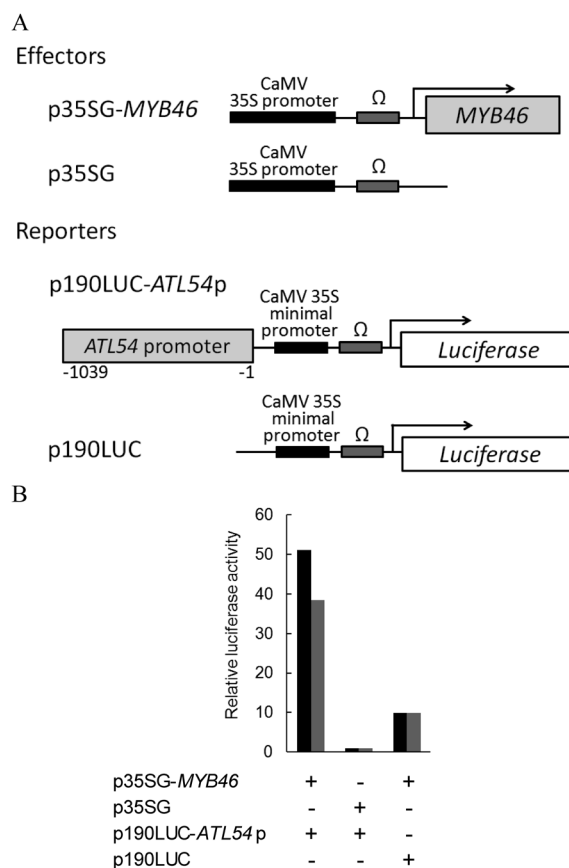 A
Effectors
CaMV
35S promoter Ω
p35SG-MYB46 MYB46
CaMV
35S promoter Ω
p35SG
Reporters
p190LUC-ATL54p
CaMV 35S
minimal
promoter Ω
ATL54 promoter Luciferase
-1039 -1
CaMV 35S
minimal
promoter Ω
p190LUC Luciferase
B
Relative luciferase activity
60
50
40
30
20
10
0
p35SG-MYB46 + - +
p35SG - + -
p190LUC-ATL54p + + -
p190LUC - - +